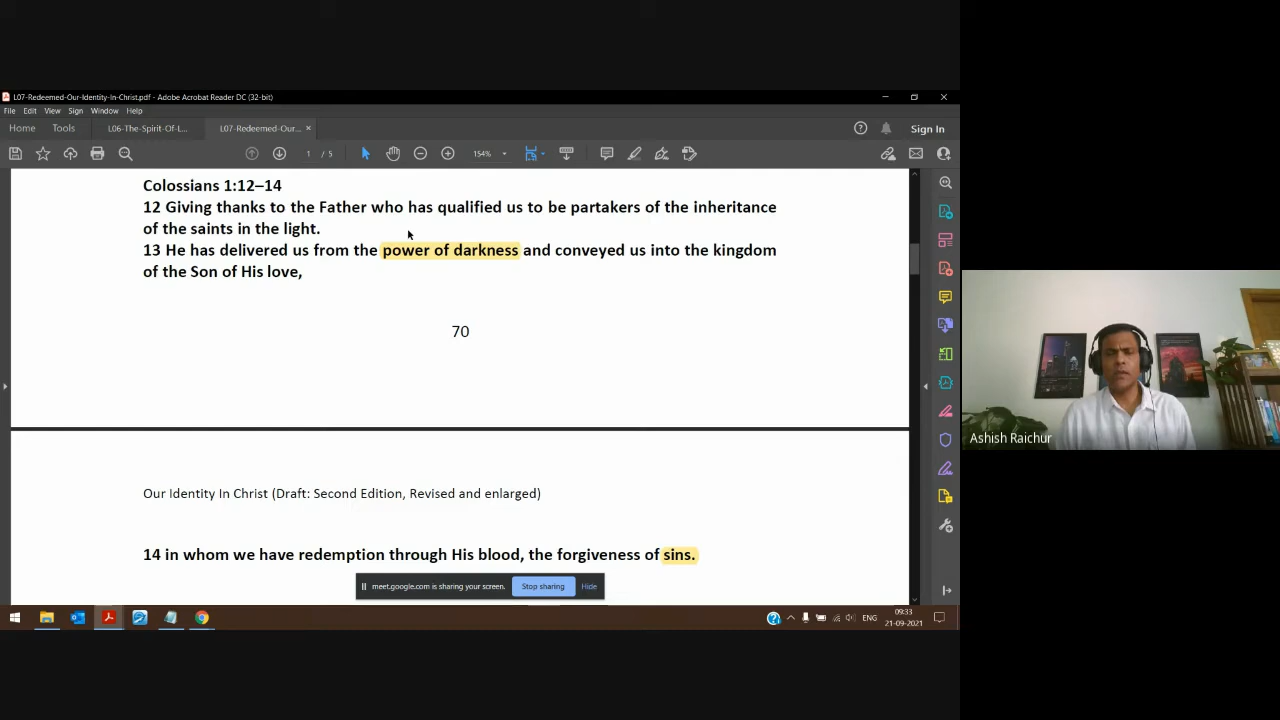 L07-Redeemed-Our-Identity-In-Christ.pdf - Adobe Acrobat Reader DC (32-bit)
File Edit View Sign Window Help
Home Tools L06-The-Spirit-Of-L... L07-Redeemed-Our... × Sign In
1 / 5 154%
Colossians 1:12–14
12 Giving thanks to the Father who has qualified us to be partakers of the inheritance
of the saints in the light.
13 He has delivered us from the power of darkness and conveyed us into the kingdom
of the Son of His love,
70
Our Identity In Christ (Draft: Second Edition, Revised and enlarged)
14 in whom we have redemption through His blood, the forgiveness of sins.
meet.google.com is sharing your screen. Stop sharing Hide
ENG
09:33
21-09-2021
Ashish Raichur